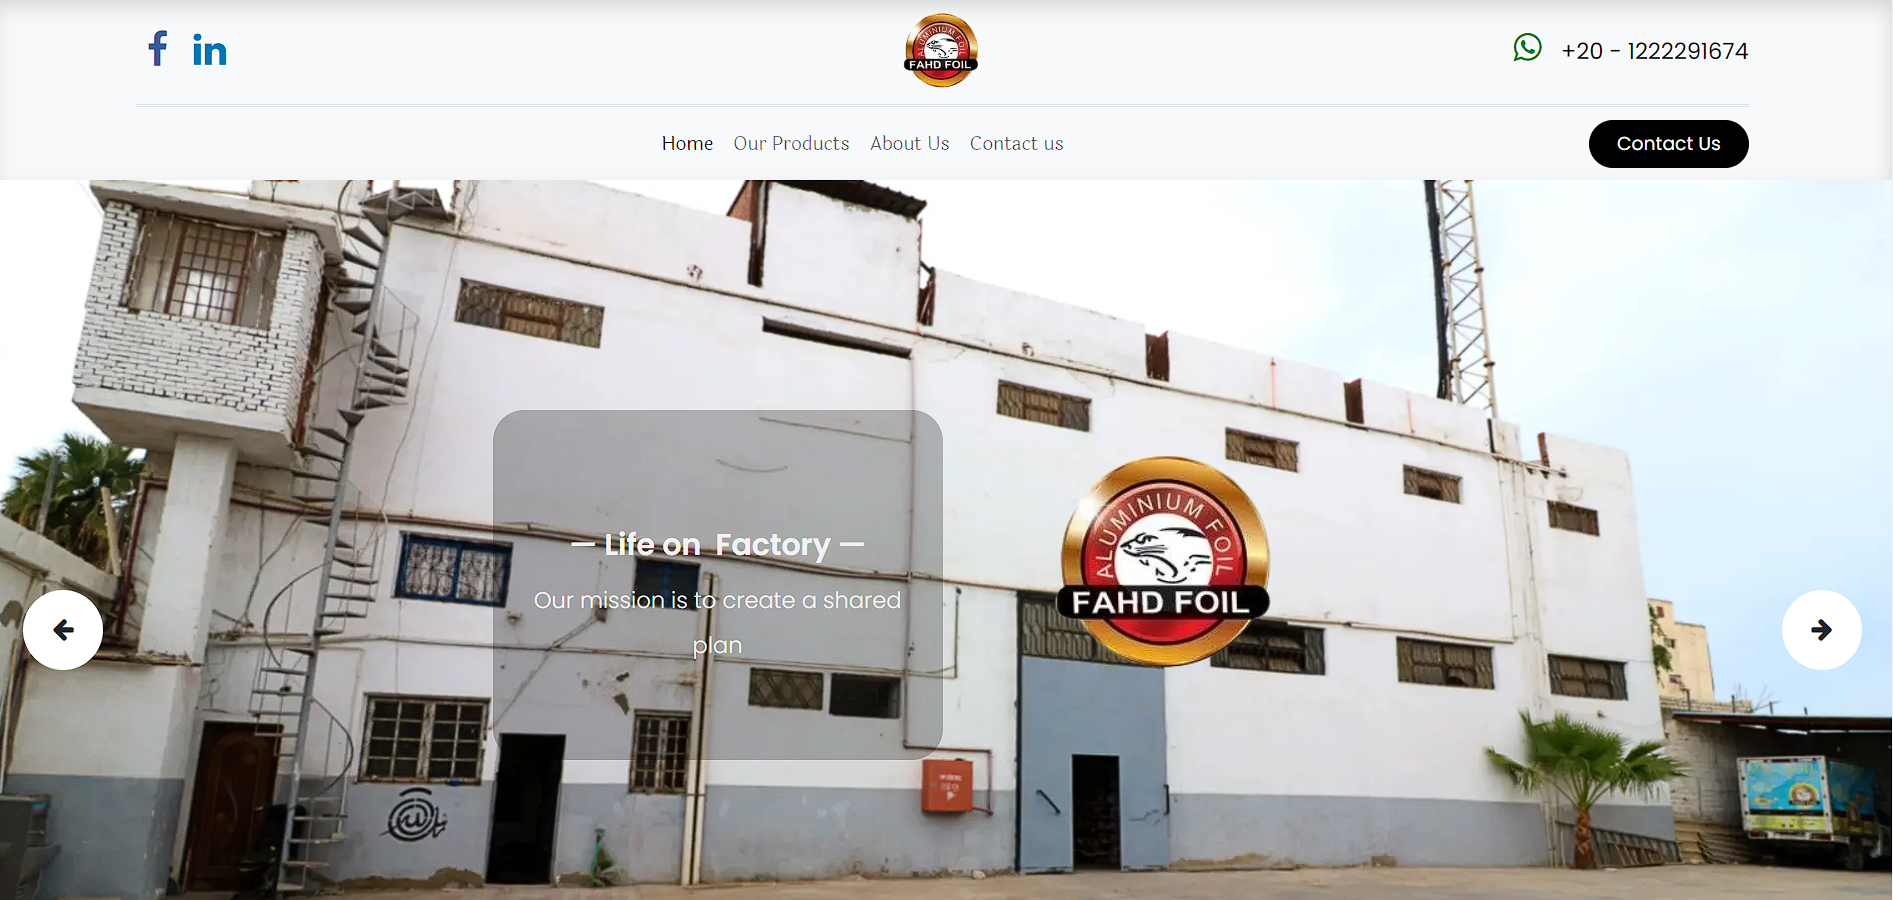 ALUMINIUM FOIL
FAHD FOIL
+20 - 1222291674
Home Our Products About Us Contact us
Contact Us
— Life on Factory —
Our mission is to create a shared
plan
ALUMINIUM FOIL
FAHD FOIL